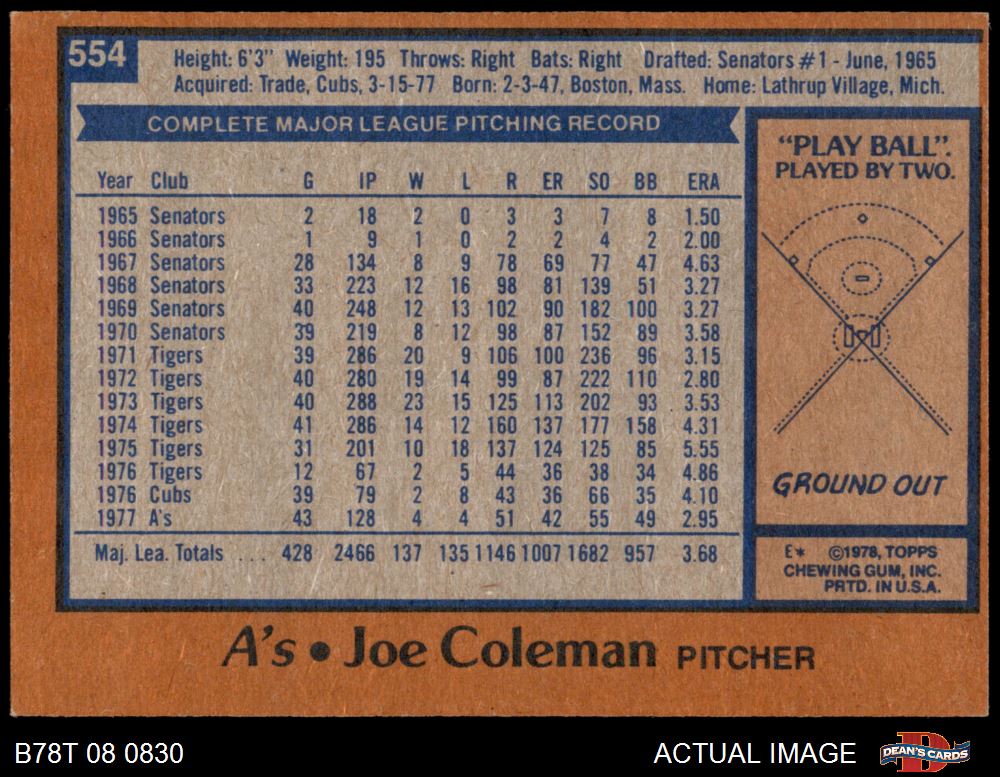 554
Height: 6'3" Weight: 195 Throws: Right Bats: Right Drafted: Senators #1 - June, 1965
Acquired: Trade, Cubs, 3-15-77 Born: 2-3-47, Boston, Mass. Home: Lathrup Village, Mich.
COMPLETE MAJOR LEAGUE PITCHING RECORD
Year Club G IP W L R ER SO BB ERA
1965 Senators 2 18 2 0 3 3 7 8 1.50
1966 Senators 1 9 1 0 2 2 4 2 2.00
1967 Senators 28 134 8 9 78 69 77 47 4.63
1968 Senators 33 223 12 16 98 81 139 51 3.27
1969 Senators 40 248 12 13 102 90 182 100 3.27
1970 Senators 39 219 8 12 98 87 152 89 3.58
1971 Tigers 39 286 20 9 106 100 236 96 3.15
1972 Tigers 40 280 19 14 99 87 222 110 2.80
1973 Tigers 40 288 23 15 125 113 202 93 3.53
1974 Tigers 41 286 14 12 160 137 177 158 4.31
1975 Tigers 31 201 10 18 137 124 125 85 5.55
1976 Tigers 12 67 2 5 44 36 38 34 4.86
1976 Cubs 39 79 2 8 43 36 66 35 4.10
1977 A's 43 128 4 4 51 42 55 49 2.95
Maj. Lea. Totals .... 428 2466 137 135 1146 1007 1682 957 3.68
"PLAY BALL".
PLAYED BY TWO.
GROUND OUT
E* ©1978, TOPPS
CHEWING GUM, INC.
PRTD. IN U.S.A.
A's • Joe Coleman PITCHER
B78T 08 0830
ACTUAL IMAGE
DEAN'S CARDS